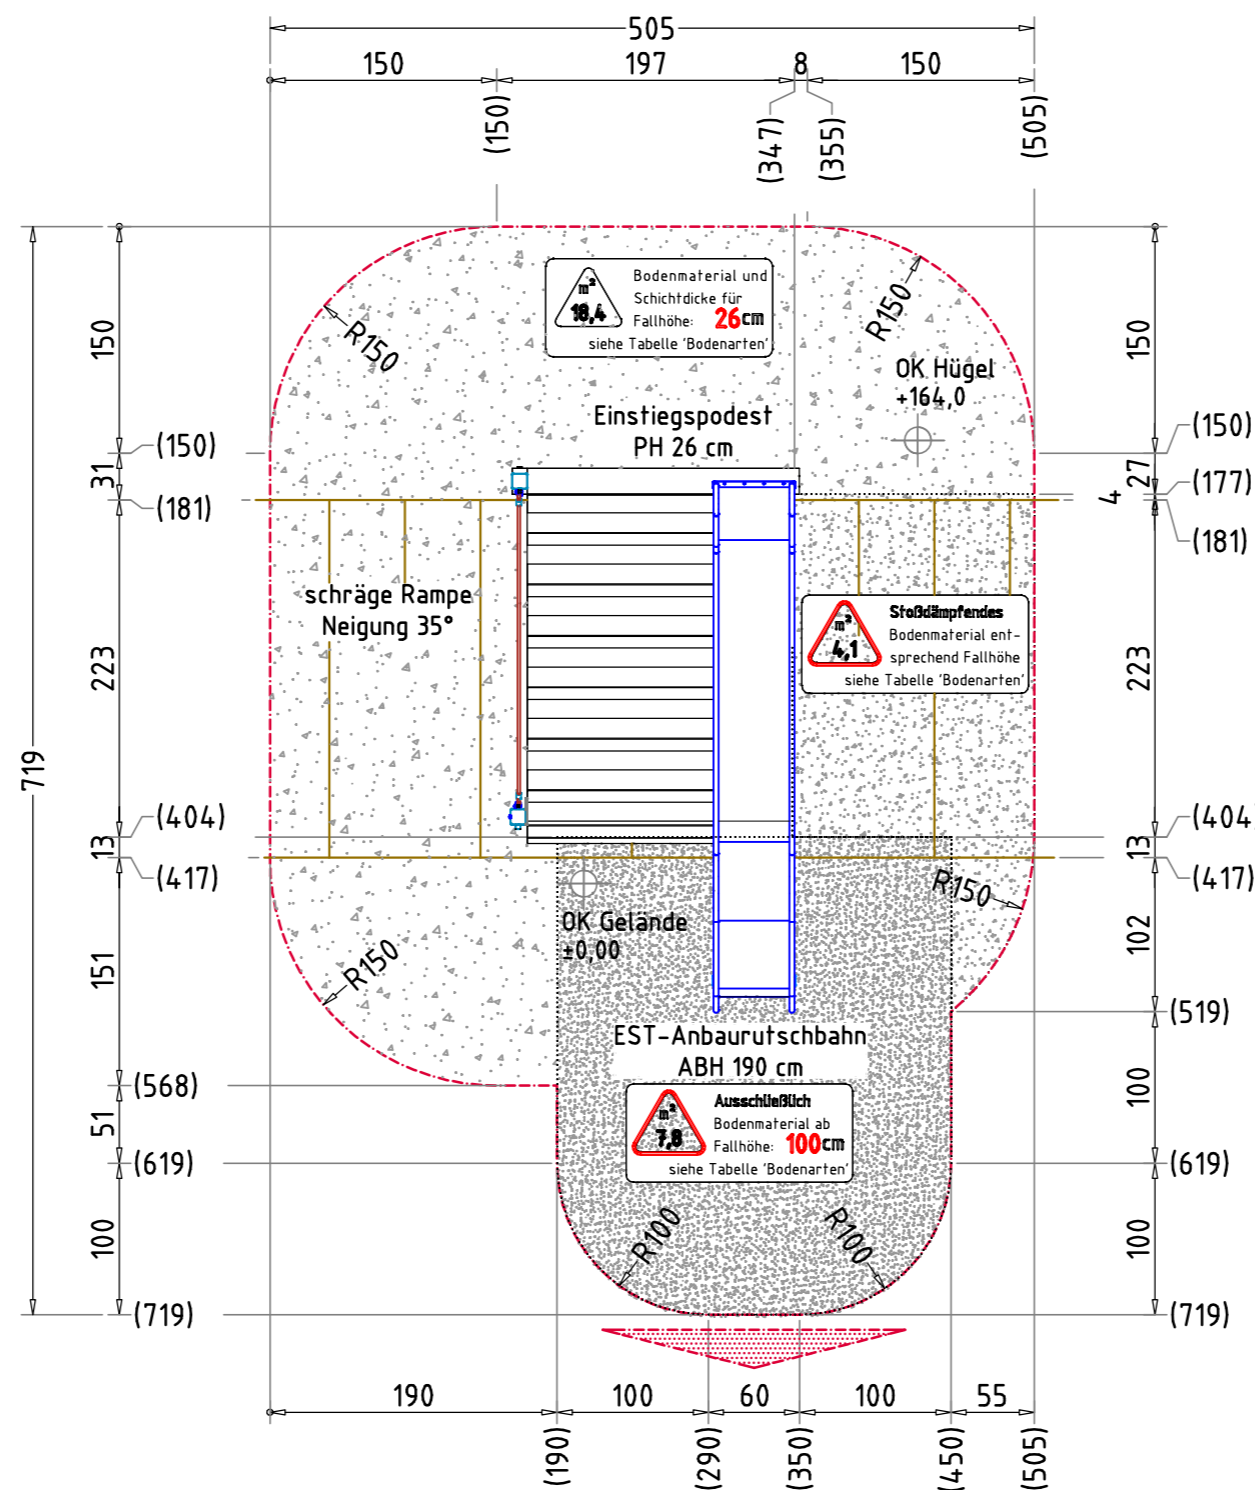 505
150 197 8 150
(150) (347) (355) (505)
m²
18,4
Bodenmaterial und
Schichtdicke für
Fallhöhe: 26cm
siehe Tabelle 'Bodenarten'
R150
R150
OK Hügel
+164,0
Einstiegspodest
PH 26 cm
719
150
(150)
31
(181)
223
(404)
13
(417)
151
(568)
51
(619)
100
(719)
150
(150)
27
(177)
4
(181)
223
(404
13
(417)
102
(519)
100
(619)
100
(719)
schräge Rampe
Neigung 35°
m²
4,1
Stoßdämpfendes
Bodenmaterial ent-
sprechend Fallhöhe
siehe Tabelle 'Bodenarten'
R150
R150
OK Gelände
±0,00
EST-Anbaurutschbahn
ABH 190 cm
m²
7,8
Ausschließlich
Bodenmaterial ab
Fallhöhe: 100cm
siehe Tabelle 'Bodenarten'
R100
R100
190 100 60 100 55
(190) (290) (350) (450) (505)